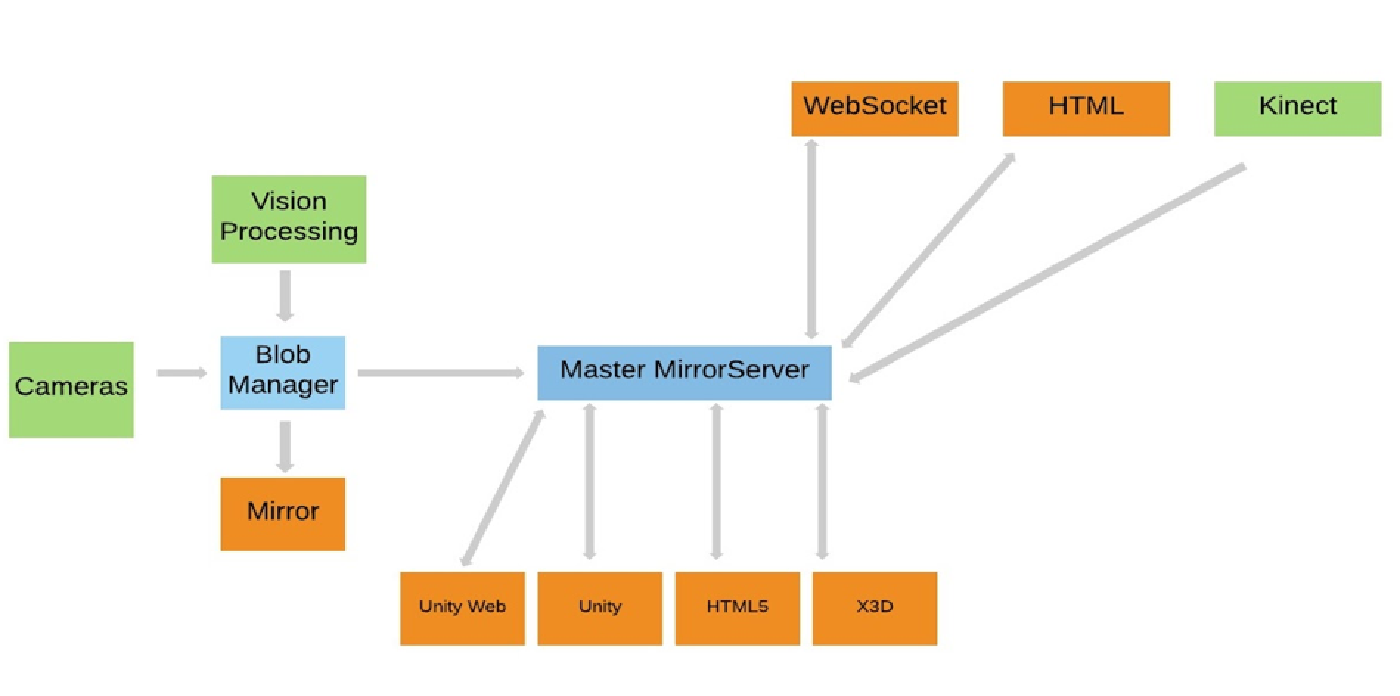 WebSocket
HTML
Kinect
Vision
Processing
Cameras
Blob
Manager
Master MirrorServer
Mirror
Unity Web
Unity
HTML5
X3D